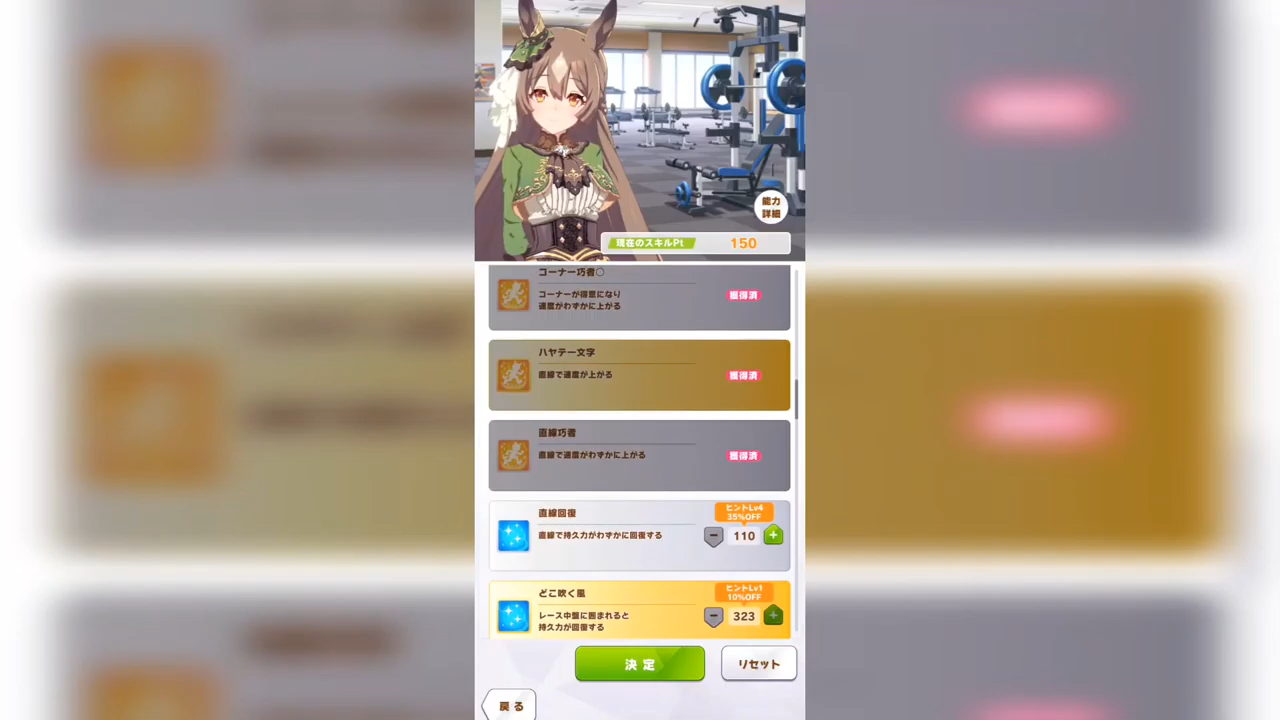 能力
詳細
現在のスキルPt 150
コーナー巧者○
コーナーが得意になり
速度がわずかに上がる
獲得済
ハヤテ一文字
直線で速度が上がる
獲得済
直線巧者
直線で速度がわずかに上がる
獲得済
直線回復
ヒントLv4
35%OFF
直線で持久力がわずかに回復する
110
どこ吹く風
ヒントLv1
10%OFF
レース中盤に囲まれると
持久力が回復する
323
決定
リセット
戻る